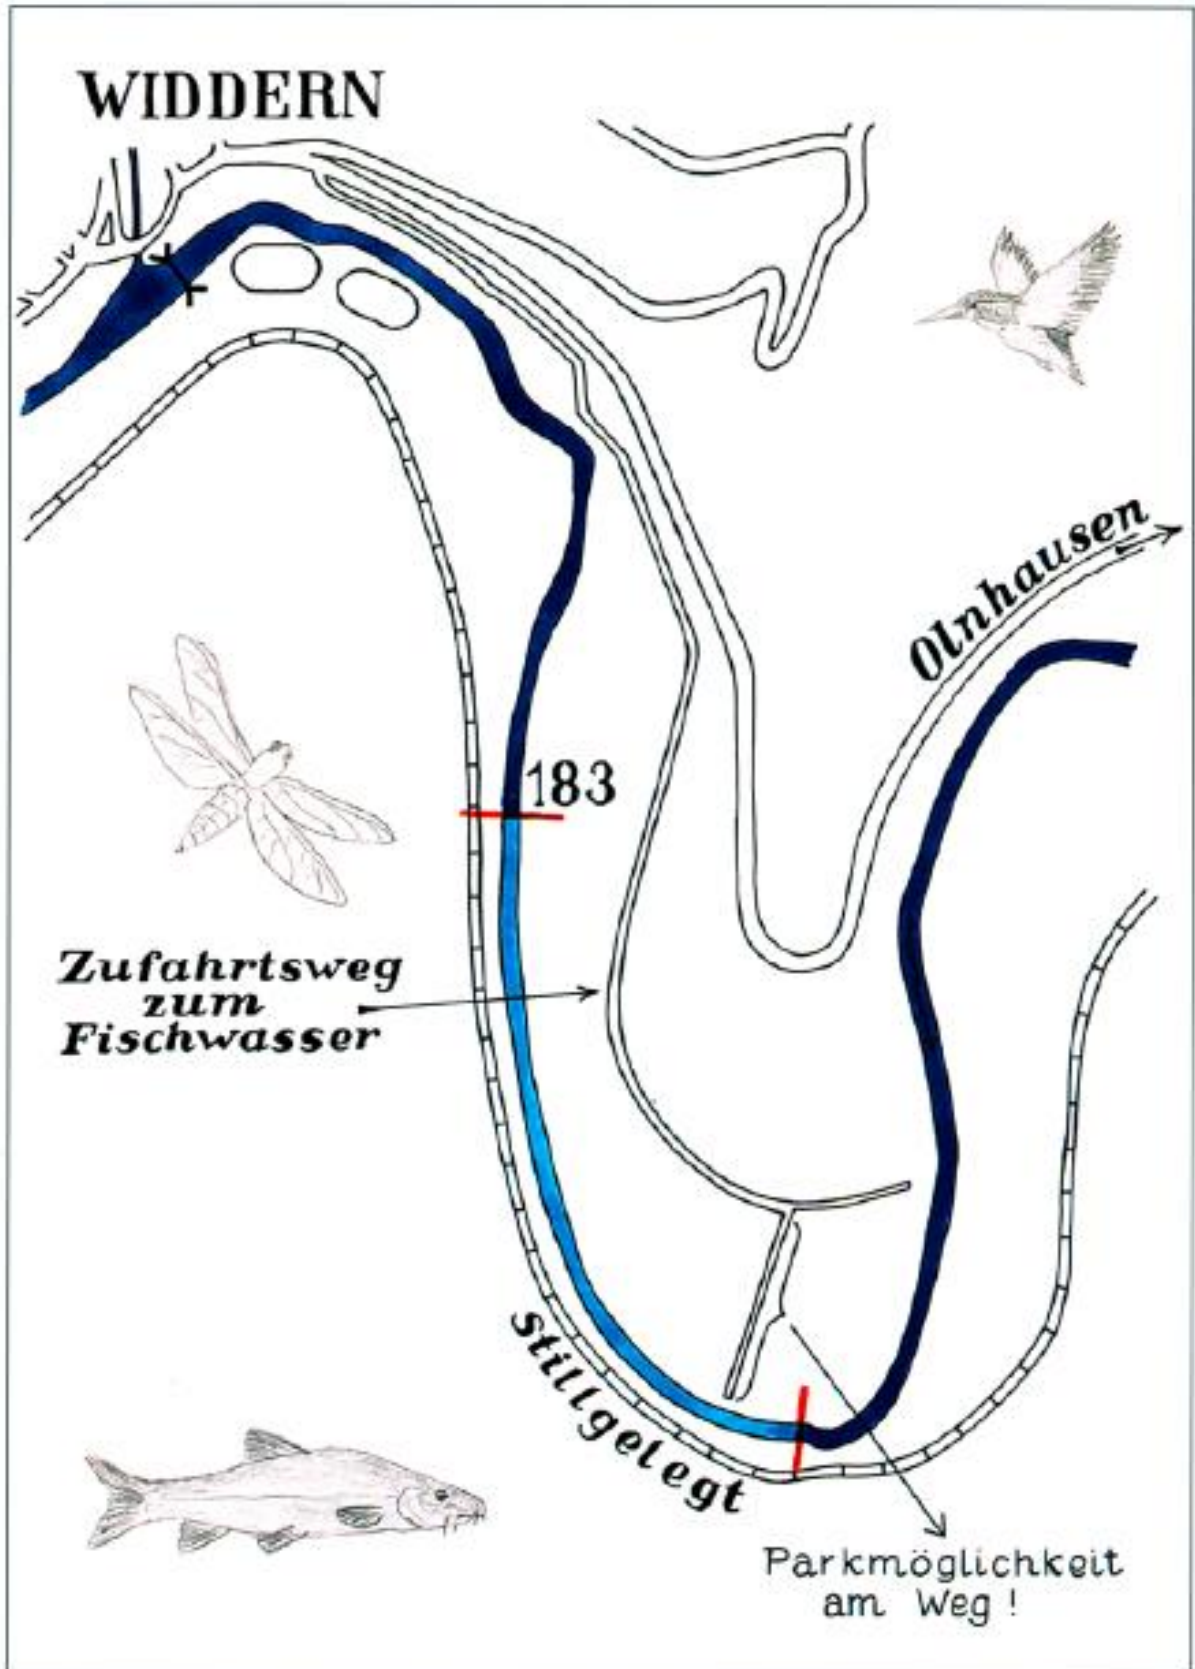 WIDDERN
Olnhausen
183
Zufahrtsweg
zum
Fischwasser
stillgelegt
Parkmöglichkeit
am Weg !